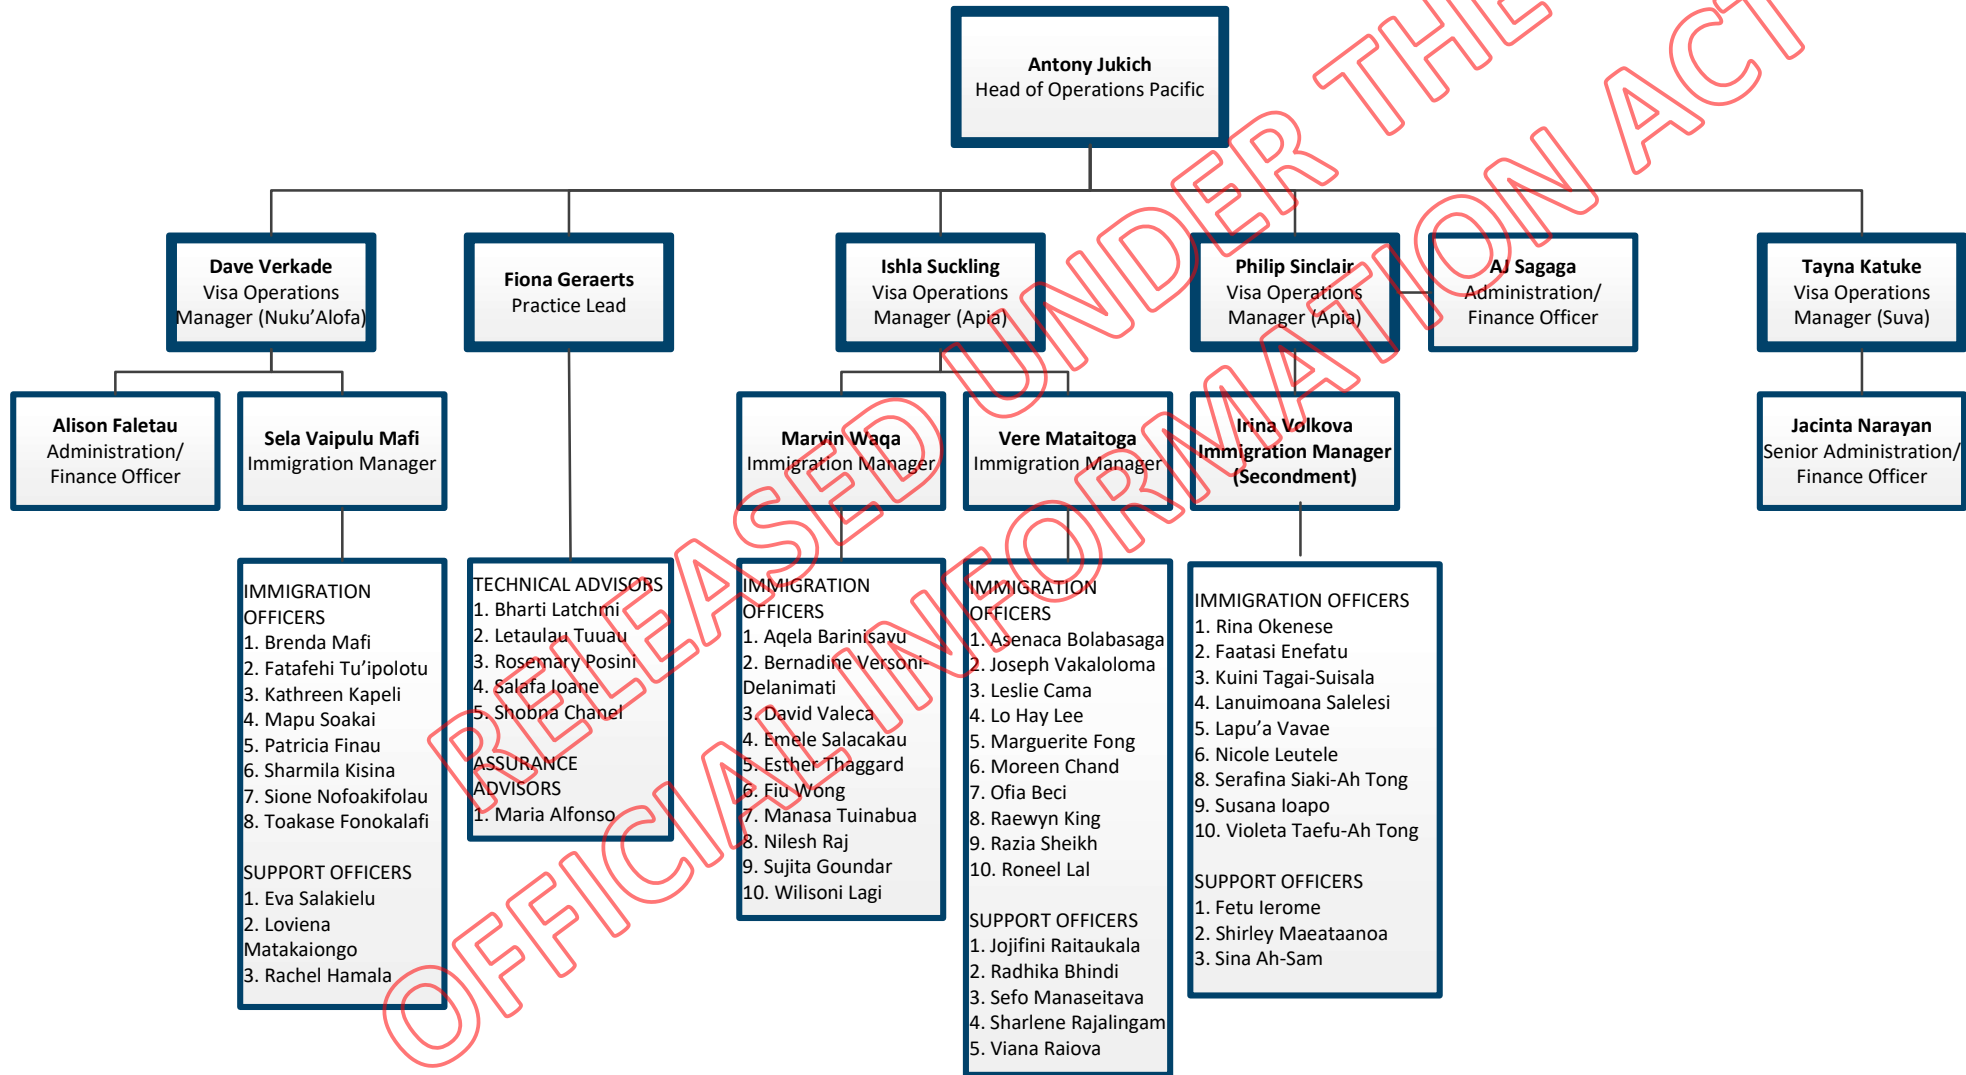 Antony Jukich
Head of Operations Pacific
Dave Verkade
Visa Operations
Manager (Nuku’Alofa)
Fiona Geraerts
Practice Lead
Ishla Suckling
Visa Operations
Manager (Apia)
Philip Sinclair
Visa Operations
Manager (Apia)
AJ Sagaga
Administration/
Finance Officer
Tayna Katuke
Visa Operations
Manager (Suva)
Alison Faletau
Administration/
Finance Officer
Sela Vaipulu Mafi
Immigration Manager
Marvin Waqa
Immigration Manager
Vere Mataitoga
Immigration Manager
Irina Volkova
Immigration Manager
(Secondment)
Jacinta Narayan
Senior Administration/
Finance Officer
IMMIGRATION
OFFICERS
1. Brenda Mafi
2. Fatafehi Tu’ipolotu
3. Kathreen Kapeli
4. Mapu Soakai
5. Patricia Finau
6. Sharmila Kisina
7. Sione Nofoakifolau
8. Toakase Fonokalafi
SUPPORT OFFICERS
1. Eva Salakielu
2. Loviena
Matakaiongo
3. Rachel Hamala
TECHNICAL ADVISORS
1. Bharti Latchmi
2. Letaulau Tuuau
3. Rosemary Posini
4. Salafa Ioane
5. Shobna Chanel
ASSURANCE
ADVISORS
1. Maria Alfonso
IMMIGRATION
OFFICERS
1. Aqela Barinisavu
2. Bernadine Versoni-
Delanimati
3. David Valeca
4. Emele Salacakau
5. Esther Thaggard
6. Fiu Wong
7. Manasa Tuinabua
8. Nilesh Raj
9. Sujita Goundar
10. Wilisoni Lagi
IMMIGRATION
OFFICERS
1. Asenaca Bolabasaga
2. Joseph Vakaloloma
3. Leslie Cama
4. Lo Hay Lee
5. Marguerite Fong
6. Moreen Chand
7. Ofia Beci
8. Raewyn King
9. Razia Sheikh
10. Roneel Lal
SUPPORT OFFICERS
1. Jojifini Raitaukala
2. Radhika Bhindi
3. Sefo Manaseitava
4. Sharlene Rajalingam
5. Viana Raiova
IMMIGRATION OFFICERS
1. Rina Okenese
2. Faatasi Enefatu
3. Kuini Tagai-Suisala
4. Lanuimoana Salelesi
5. Lapu’a Vavae
6. Nicole Leutele
8. Serafina Siaki-Ah Tong
9. Susana Ioapo
10. Violeta Taefu-Ah Tong
SUPPORT OFFICERS
1. Fetu Ierome
2. Shirley Maeataanoa
3. Sina Ah-Sam
RELEASED UNDER THE
OFFICIAL INFORMATION ACT